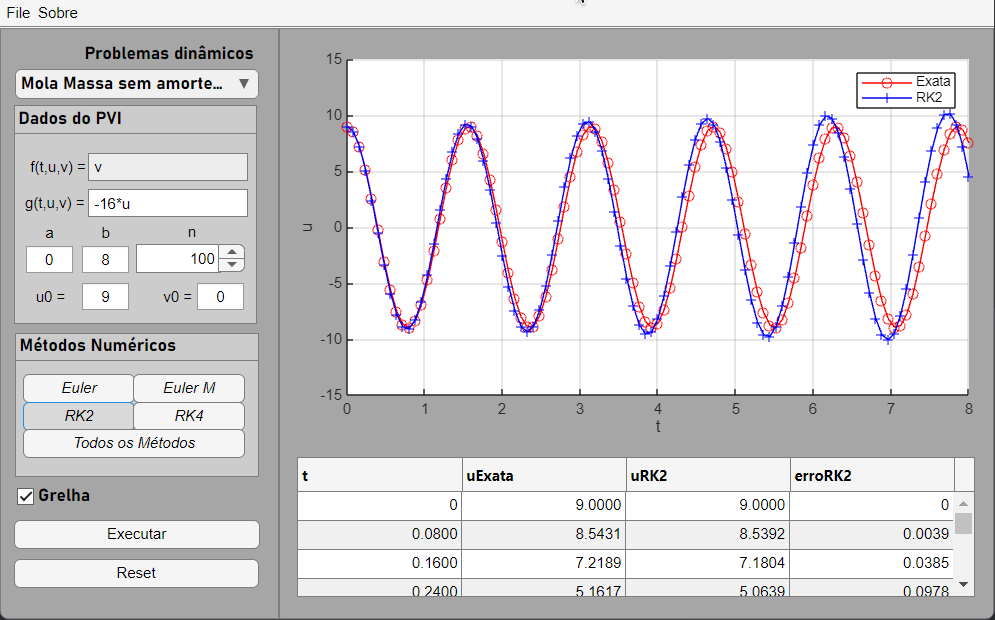 File Sobre
Problemas dinâmicos
Mola Massa sem amorte...
Dados do PVI
f(t,u,v) = v
g(t,u,v) = -16*u
a b n
0 8 100
u0 = 9 v0 = 0
Métodos Numéricos
Euler Euler M
RK2 RK4
Todos os Métodos
Grelha
Executar
Reset
15
10
5
0
-5
-10
-15
u
0 1 2 3 4 5 6 7 8
t
Exata
RK2
t uExata uRK2 erroRK2
0 9.0000 9.0000 0
0.0800 8.5431 8.5392 0.0039
0.1600 7.2189 7.1804 0.0385
0.2400 5.1617 5.0639 0.0978